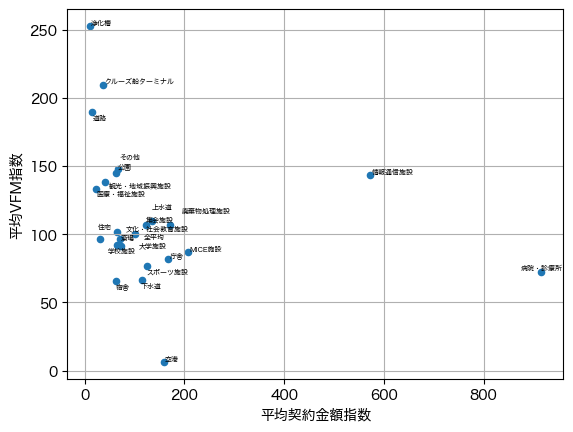 平均VFM指数
250
200
150
100
50
0
浄化槽
クルーズ船ターミナル
道路
その他
公園
情報通信施設
観光・地域振興施設
医療・福祉施設
上水道
廃棄物処理施設
複合施設
住宅
文化・社会教育施設
斎場
全平均
大学施設
学校施設
MICE施設
庁舎
病院・診療所
スポーツ施設
宿舎
下水道
空港
0
200
400
600
800
平均契約金額指数